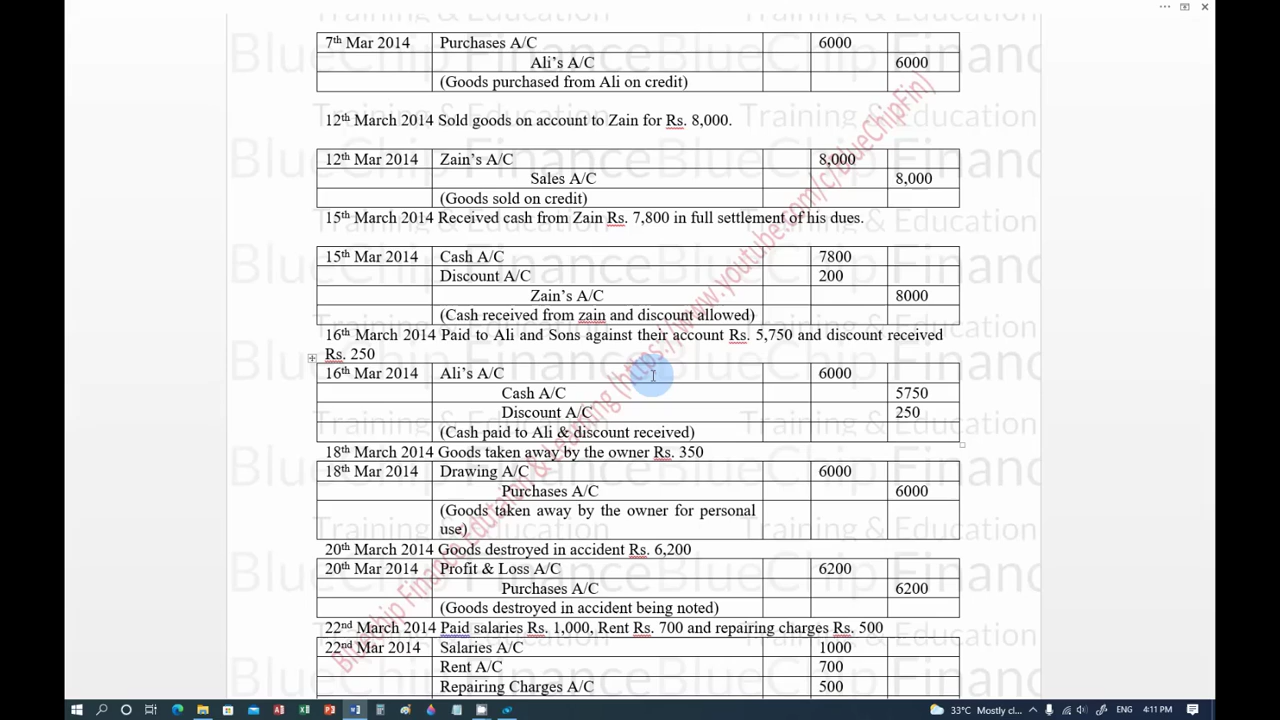 7th Mar 2014 Purchases A/C 6000
Ali's A/C 6000
(Goods purchased from Ali on credit)
12th March 2014 Sold goods on account to Zain for Rs. 8,000.
12th Mar 2014 Zain's A/C 8,000
Sales A/C 8,000
(Goods sold on credit)
15th March 2014 Received cash from Zain Rs. 7,800 in full settlement of his dues.
15th Mar 2014 Cash A/C 7800
Discount A/C 200
Zain's A/C 8000
(Cash received from zain and discount allowed)
16th March 2014 Paid to Ali and Sons against their account Rs. 5,750 and discount received
Rs. 250
16th Mar 2014 Ali's A/C 6000
Cash A/C 5750
Discount A/C 250
(Cash paid to Ali & discount received)
18th March 2014 Goods taken away by the owner Rs. 350
18th Mar 2014 Drawing A/C 6000
Purchases A/C 6000
(Goods taken away by the owner for personal
use)
20th March 2014 Goods destroyed in accident Rs. 6,200
20th Mar 2014 Profit & Loss A/C 6200
Purchases A/C 6200
(Goods destroyed in accident being noted)
22nd March 2014 Paid salaries Rs. 1,000, Rent Rs. 700 and repairing charges Rs. 500
22nd Mar 2014 Salaries A/C 1000
Rent A/C 700
Repairing Charges A/C 500
33°C Mostly cl... ENG 4:11 PM